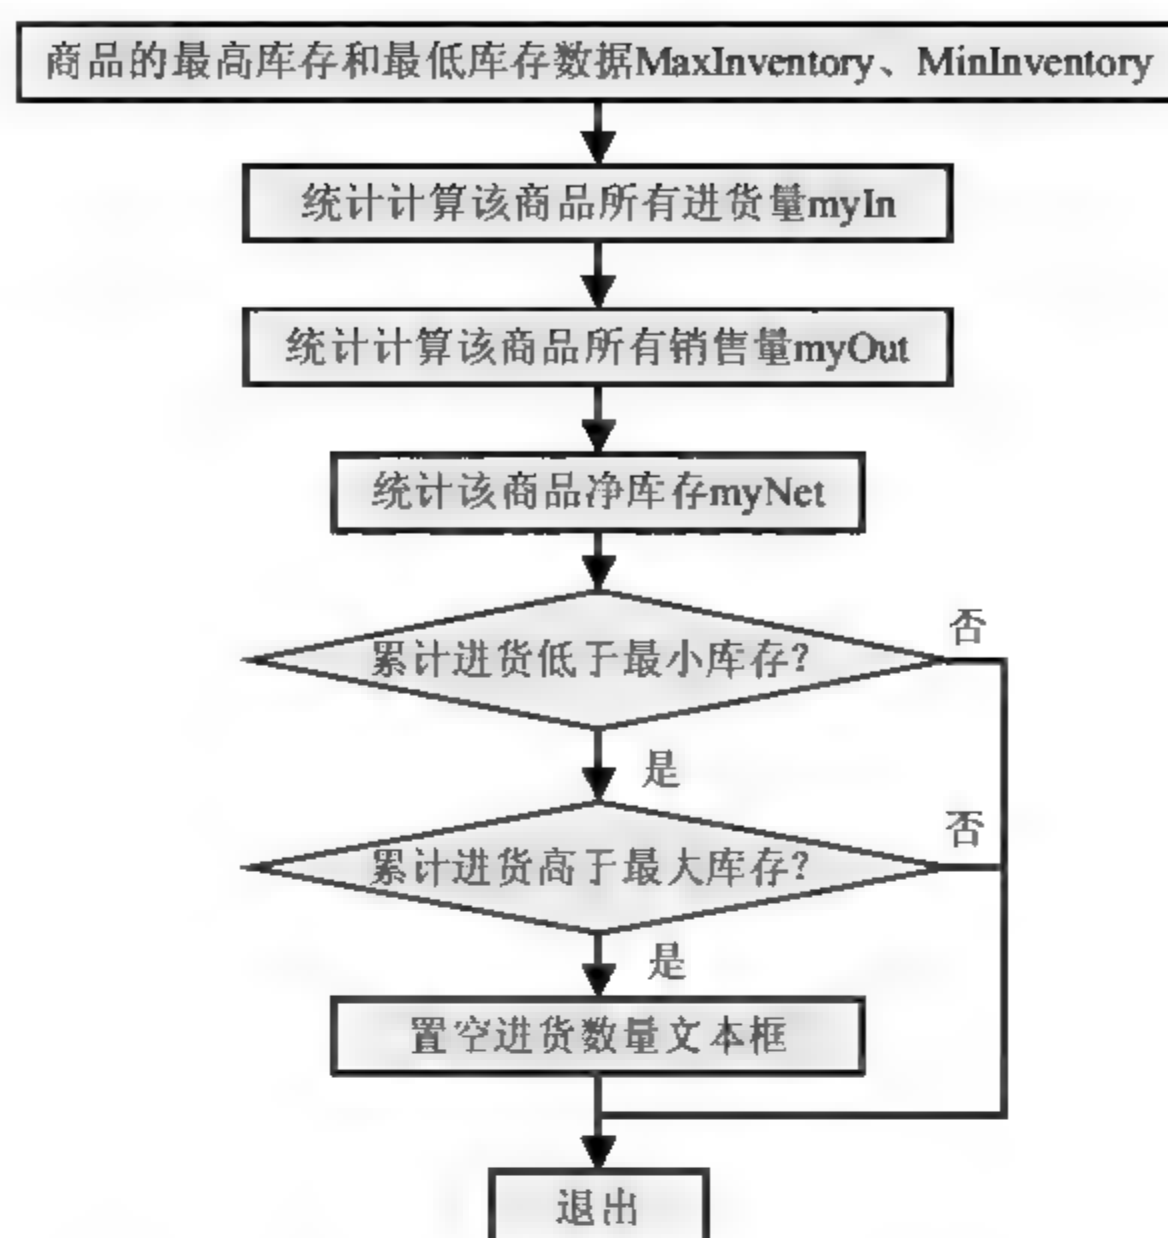 商品的最高库存和最低库存数据MaxInventory、MinInventory
统计计算该商品所有进货量myIn
统计计算该商品所有销售量myOut
统计该商品净库存myNet
累计进货低于最小库存?
否
是
累计进货高于最大库存?
否
是
置空进货数量文本框
退出